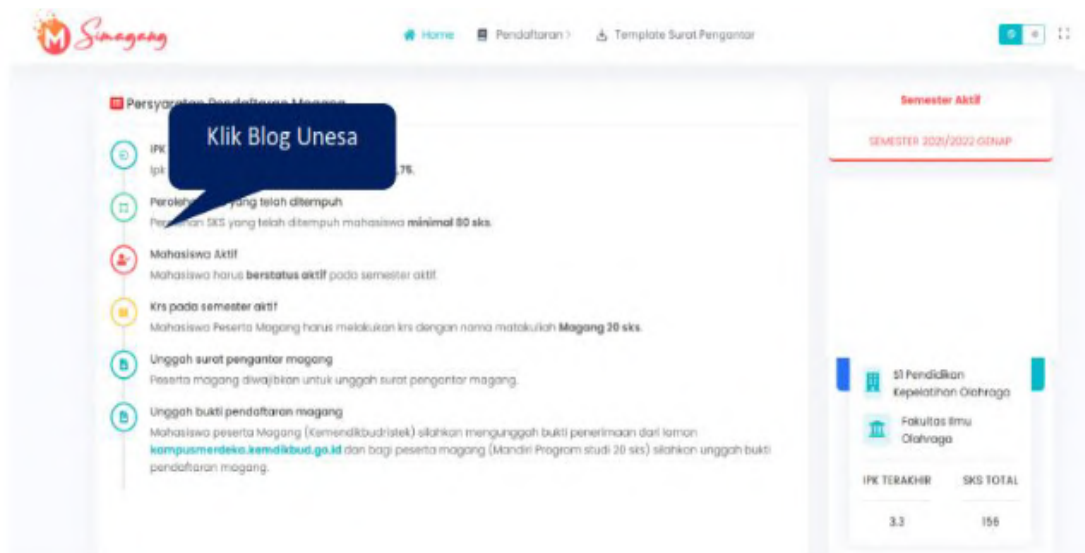 Simagang
Home Pendaftaran > Template Surat Pengantar
Persyaratan Pendaftaran Magang
Klik Blog Unesa
IPK
Ipk ,75.
yang telah ditempuh
SKS yang telah ditempuh mahasiswa minimal 80 sks.
Mahasiswa Aktif
Mahasiswa harus berstatus aktif pada semester aktif.
Krs pada semester aktif
Mahasiswa Peserta Magang harus melakukan krs dengan nama matakuliah Magang 20 sks.
Unggah surat pengantar magang
Peserta magang diwajibkan untuk unggah surat pengantar magang.
Unggah bukti pendaftaran magang
Mahasiswa peserta Magang (Kemendikbudristek) silahkan mengunggah bukti penerimaan dari laman
kampusmerdeka.kemdikbud.go.id dan bagi peserta magang (Mandiri Program studi 20 sks) silahkan unggah bukti
pendaftaran magang.
Semester Aktif
SEMESTER 2021/2022 GENAP
S1 Pendidikan
Kepelatihan Olahraga
Fakultas Ilmu
Olahraga
IPK TERAKHIR SKS TOTAL
3.3 156